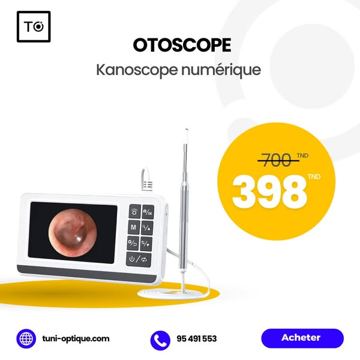 TO
OTOSCOPE
Kanoscope numérique
700 TND
398 TND
M
tuni-optique.com
95 491 553
Acheter